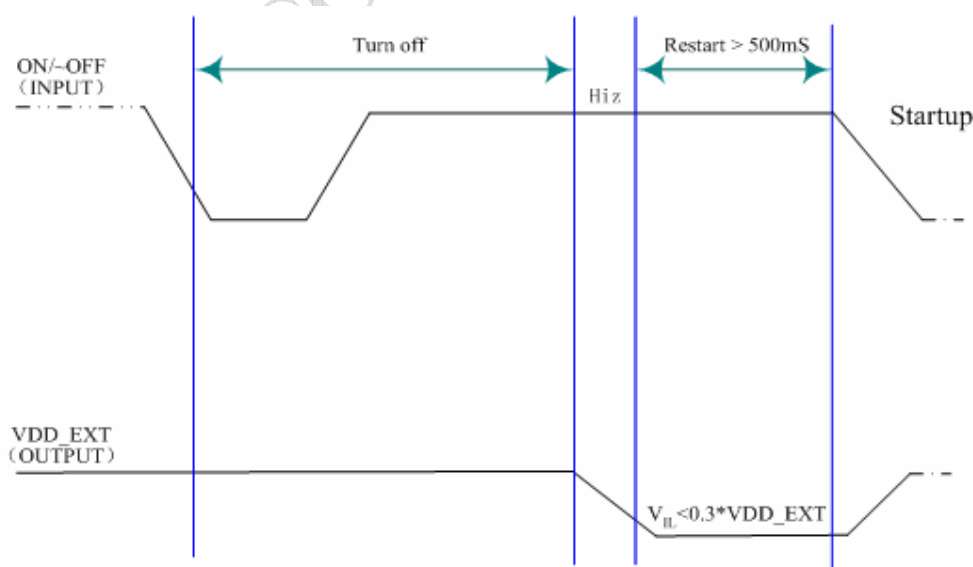 Turn off
Restart > 500mS
ON/~OFF
（INPUT）
Hiz
Startup
VDD_EXT
（OUTPUT）
VIL<0.3*VDD_EXT